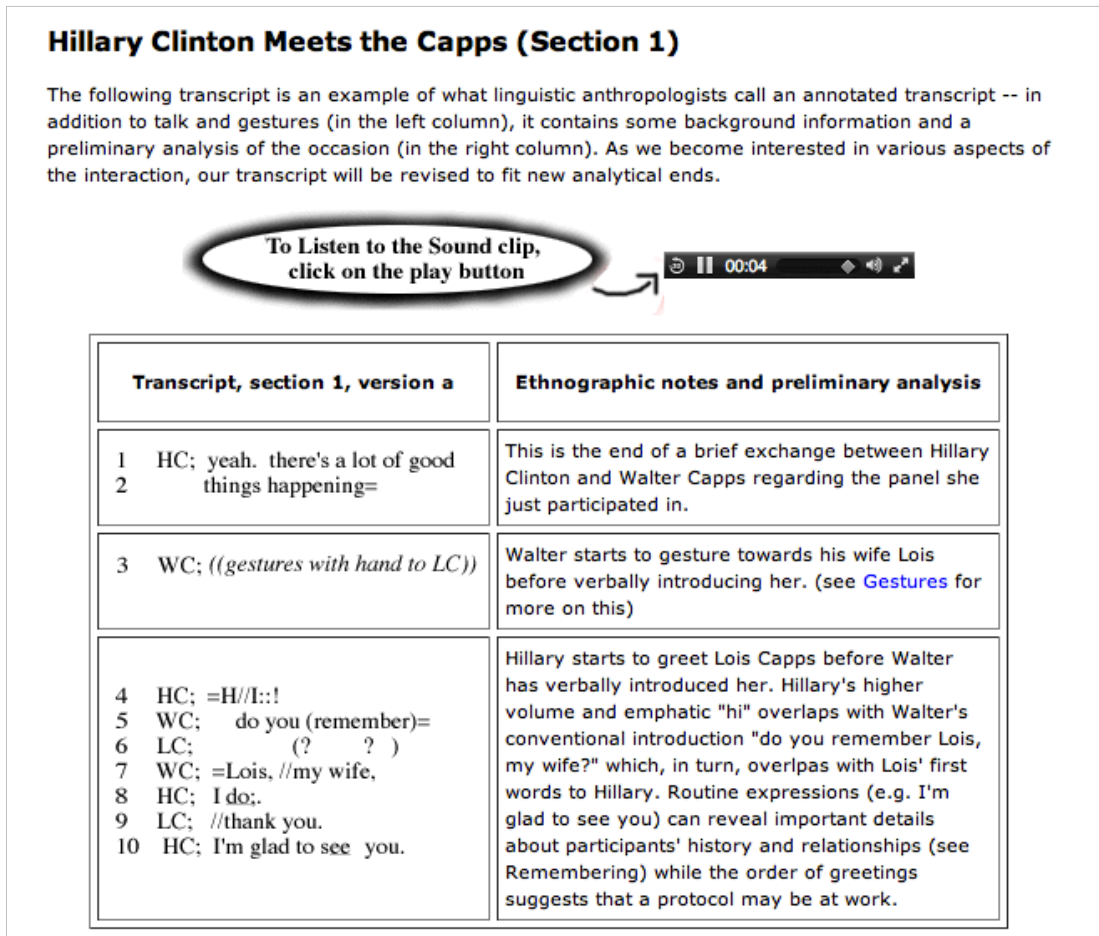 Hillary Clinton Meets the Capps (Section 1)
The following transcript is an example of what linguistic anthropologists call an annotated transcript -- in
addition to talk and gestures (in the left column), it contains some background information and a
preliminary analysis of the occasion (in the right column). As we become interested in various aspects of
the interaction, our transcript will be revised to fit new analytical ends.
To Listen to the Sound clip,
click on the play button
00:04
Transcript, section 1, version a
Ethnographic notes and preliminary analysis
1 HC; yeah. there's a lot of good
2 things happening=
This is the end of a brief exchange between Hillary
Clinton and Walter Capps regarding the panel she
just participated in.
3 WC; ((gestures with hand to LC))
Walter starts to gesture towards his wife Lois
before verbally introducing her. (see Gestures for
more on this)
4 HC; =H//I::!
5 WC; do you (remember)=
6 LC; (? ? )
7 WC; =Lois, //my wife,
8 HC; I do:.
9 LC; //thank you.
10 HC; I'm glad to see you.
Hillary starts to greet Lois Capps before Walter
has verbally introduced her. Hillary's higher
volume and emphatic "hi" overlaps with Walter's
conventional introduction "do you remember Lois,
my wife?" which, in turn, overlpas with Lois' first
words to Hillary. Routine expressions (e.g. I'm
glad to see you) can reveal important details
about participants' history and relationships (see
Remembering) while the order of greetings
suggests that a protocol may be at work.